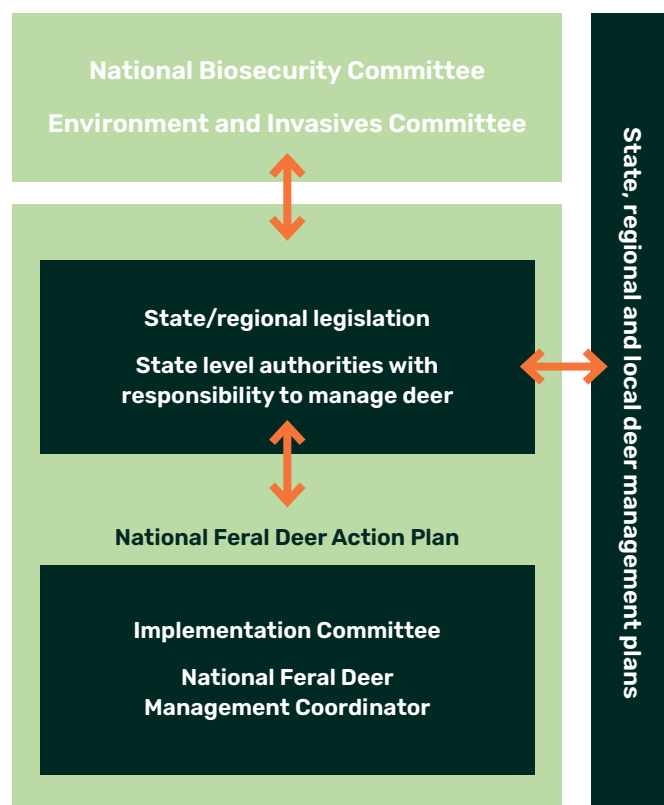 National Biosecurity Committee
Environment and Invasives Committee
State/regional legislation
State level authorities with
responsibility to manage deer
National Feral Deer Action Plan
Implementation Committee
National Feral Deer
Management Coordinator
State, regional and local deer management plans